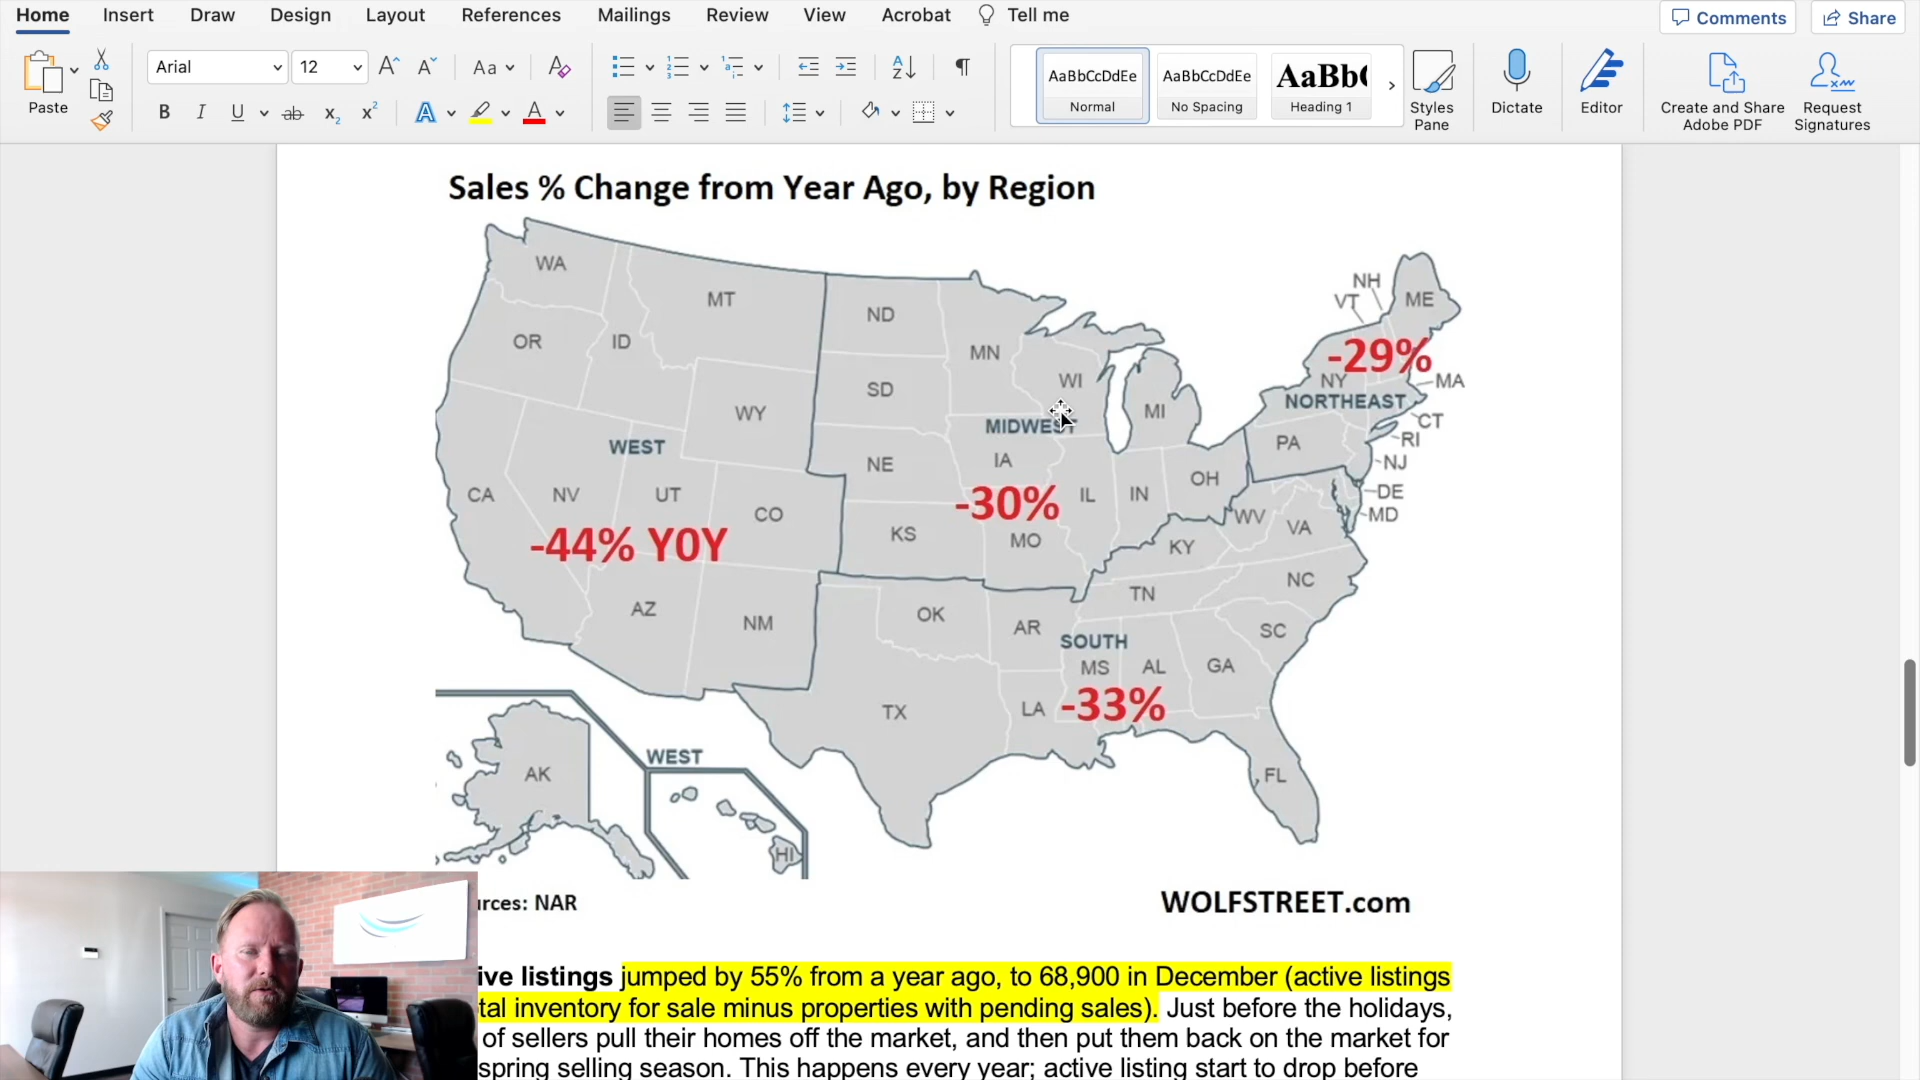 Home Insert Draw Design Layout References Mailings Review View Acrobat Tell me Comments Share
Paste
Arial 12
Aa
B I U ab x2 x2 A A
AaBbCcDdEe AaBbCcDdEe AaBb(
Normal No Spacing Heading 1
Styles Pane
Dictate
Editor
Create and Share Adobe PDF
Request Signatures
Sales % Change from Year Ago, by Region
WA
MT
ND
MN
OR
ID
SD
WI
MI
WY
NH
VT
ME
-29%
NY
MA
NORTHEAST
CT
RI
PA
NJ
DE
MD
WEST
MIDWEST
IA
NE
CA
NV
UT
CO
-44% Y0Y
-30%
IL
IN
OH
KS
MO
WV
VA
KY
NC
TN
AZ
NM
OK
AR
SOUTH
SC
MS
AL
GA
TX
LA
-33%
FL
WEST
AK
HI
urces: NAR
WOLFSTREET.com
ive listings jumped by 55% from a year ago, to 68,900 in December (active listings
tal inventory for sale minus properties with pending sales). Just before the holidays,
of sellers pull their homes off the market, and then put them back on the market for
spring selling season. This happens every year; active listing start to drop before